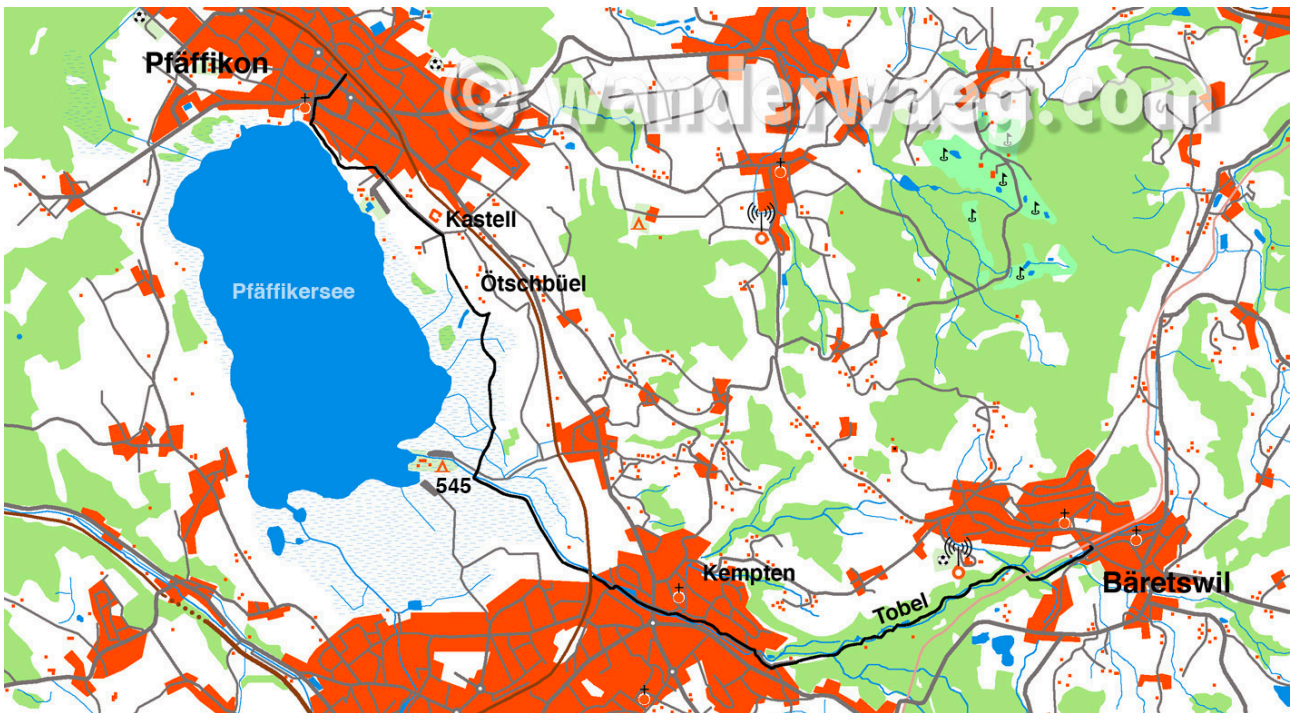 Pfäffikon
© wanderwaeg.com
Kastell
Ötschbüel
Pfäffikersee
545
Kempten
Tobel
Bäretswil